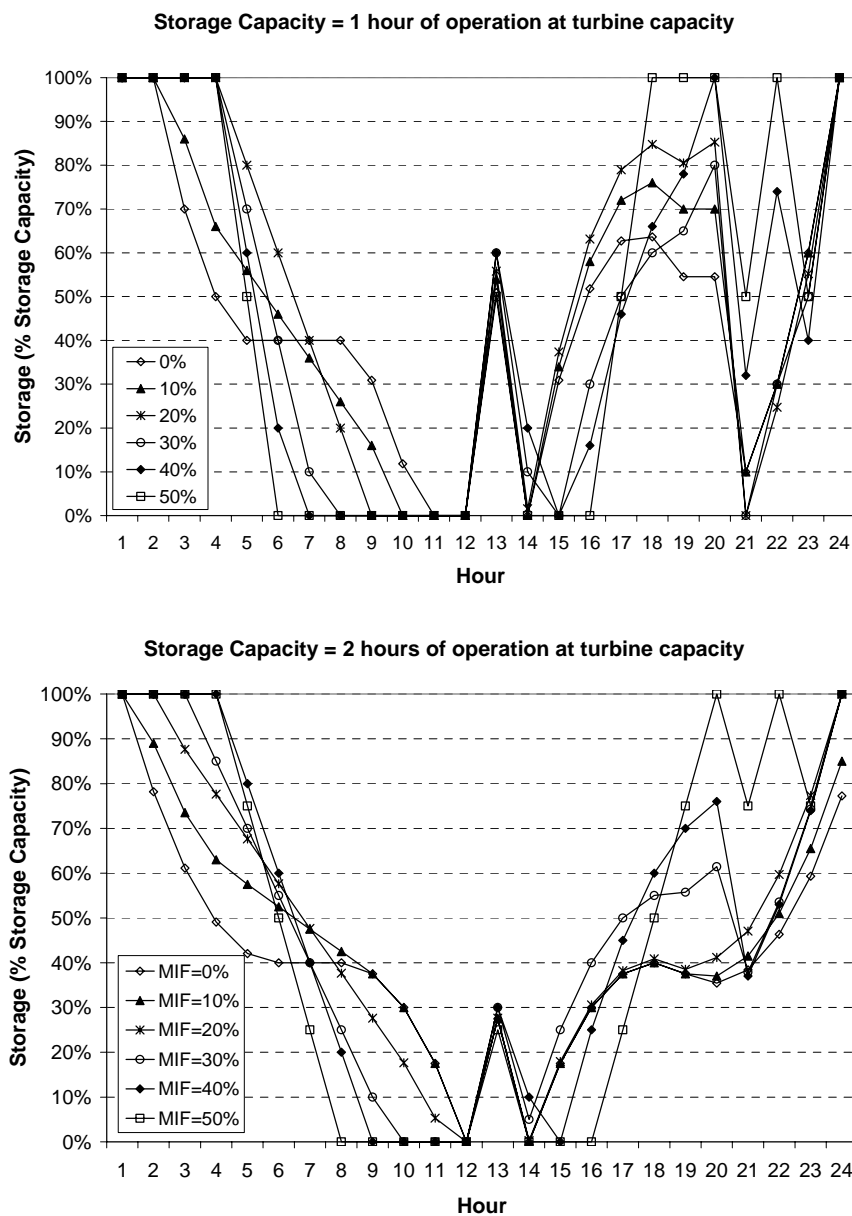 Storage Capacity = 1 hour of operation at turbine capacity
Storage (% Storage Capacity)
100%
90%
80%
70%
60%
50%
40%
30%
20%
10%
0%
0%
10%
20%
30%
40%
50%
1 2 3 4 5 6 7 8 9 10 11 12 13 14 15 16 17 18 19 20 21 22 23 24
Hour
Storage Capacity = 2 hours of operation at turbine capacity
Storage (% Storage Capacity)
100%
90%
80%
70%
60%
50%
40%
30%
20%
10%
0%
MIF=0%
MIF=10%
MIF=20%
MIF=30%
MIF=40%
MIF=50%
1 2 3 4 5 6 7 8 9 10 11 12 13 14 15 16 17 18 19 20 21 22 23 24
Hour